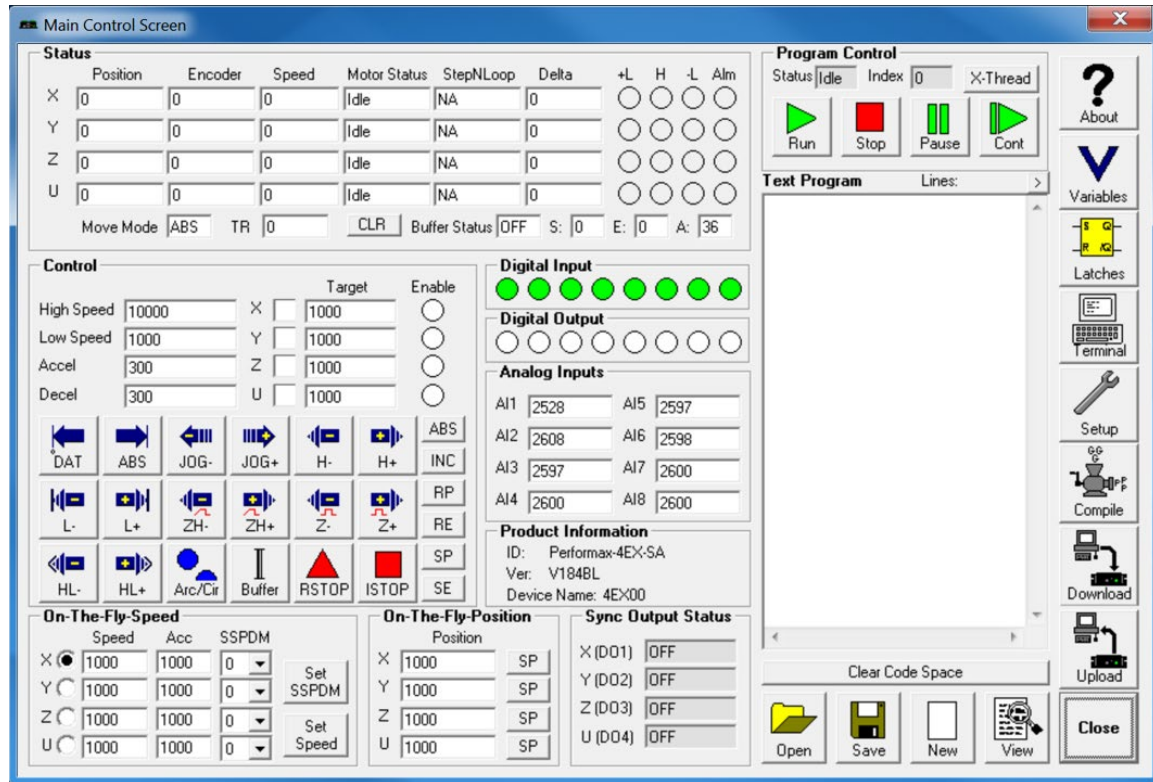 Main Control Screen
Status
Position Encoder Speed Motor Status StepNLoop Delta +L H -L Alm
X 0 0 0 Idle NA 0
Y 0 0 0 Idle NA 0
Z 0 0 0 Idle NA 0
U 0 0 0 Idle NA 0
Move Mode ABS TR 0 CLR Buffer Status OFF S: 0 E: 0 A: 36
Control
Target Enable
High Speed 10000 X 1000
Low Speed 1000 Y 1000
Accel 300 Z 1000
Decel 300 U 1000
DAT ABS JOG- JOG+ H- H+ ABS INC
L- L+ ZH- ZH+ Z- Z+ RP RE
HL- HL+ Arc/Cir Buffer RSTOP ISTOP SP SE
Digital Input
Digital Output
Analog Inputs
AI1 2528 AI5 2597
AI2 2608 AI6 2598
AI3 2597 AI7 2600
AI4 2600 AI8 2600
Product Information
ID: Performax-4EX-SA
Ver: V184BL
Device Name: 4EX00
On-The-Fly-Speed
Speed Acc SSPDM
X 1000 1000 0
Y 1000 1000 0
Z 1000 1000 0
U 1000 1000 0
Set SSPDM
Set Speed
On-The-Fly-Position
Position
X 1000 SP
Y 1000 SP
Z 1000 SP
U 1000 SP
Sync Output Status
X (DO1) OFF
Y (DO2) OFF
Z (DO3) OFF
U (DO4) OFF
Program Control
Status Idle Index 0 X-Thread
Run Stop Pause Cont
Text Program Lines: >
Clear Code Space
Open Save New View
About
Variables
S Q
R /Q
Latches
Terminal
Setup
Compile
Download
Upload
Close